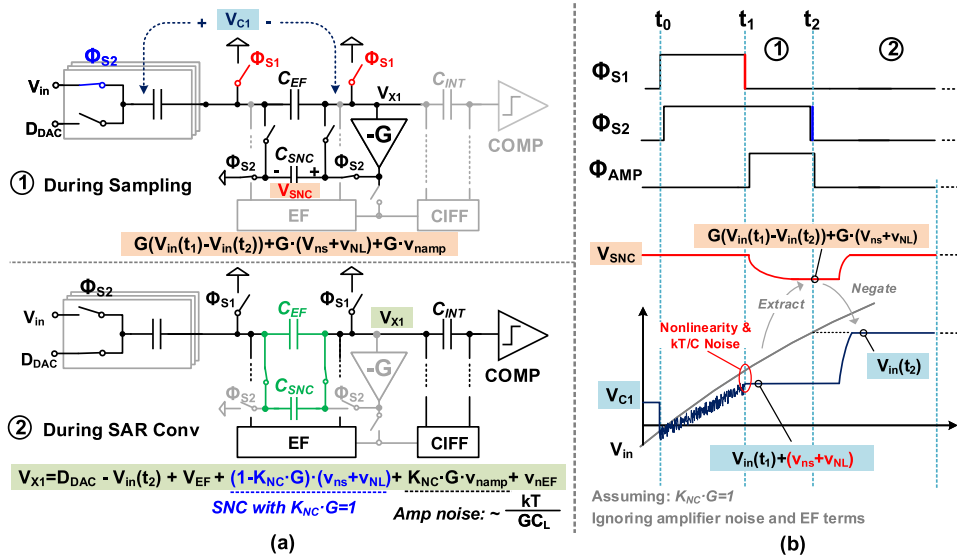 + V_C1 -
Φ_S2
Φ_S1
Φ_S1
V_in
D_DAC
C_EF
V_X1
C_INT
-G
COMP
Φ_S2
C_SNC
Φ_S2
- +
V_SNC
① During Sampling
EF
CIFF
G(V_in(t_1)-V_in(t_2))+G·(V_ns+v_NL)+G·v_namp
Φ_S2
V_in
D_DAC
Φ_S1
C_EF
Φ_S1
V_X1
C_INT
-G
COMP
C_SNC
Φ_S2
② During SAR Conv
EF
CIFF
V_X1=D_DAC - V_in(t_2) + V_EF + (1-K_NC·G)·(v_ns+v_NL)+ K_NC·G·v_namp+ v_nEF
SNC with K_NC·G=1
Amp noise: ~ kT
GC_L
(a)
t_0 t_1 t_2
① ②
Φ_S1
Φ_S2
Φ_AMP
G(V_in(t_1)-V_in(t_2))+G·(V_ns+v_NL)
V_SNC
Extract
Negate
Nonlinearity &
kT/C Noise
V_in(t_2)
V_C1
V_in
V_in(t_1)+(v_ns+v_NL)
Assuming: K_NC·G=1
Ignoring amplifier noise and EF terms
(b)